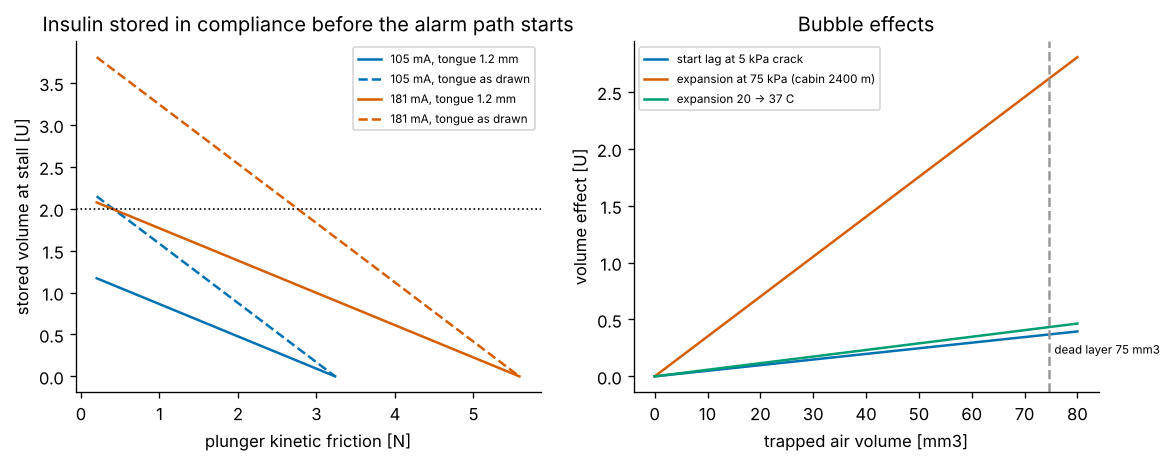 Insulin stored in compliance before the alarm path starts
105 mA, tongue 1.2 mm
105 mA, tongue as drawn
181 mA, tongue 1.2 mm
181 mA, tongue as drawn
stored volume at stall [U]
3.5
3.0
2.5
2.0
1.5
1.0
0.5
0.0
0 1 2 3 4 5
plunger kinetic friction [N]
Bubble effects
start lag at 5 kPa crack
expansion at 75 kPa (cabin 2400 m)
expansion 20 → 37 C
volume effect [U]
2.5
2.0
1.5
1.0
0.5
0.0
dead layer 75 mm3
0 10 20 30 40 50 60 70 80
trapped air volume [mm3]